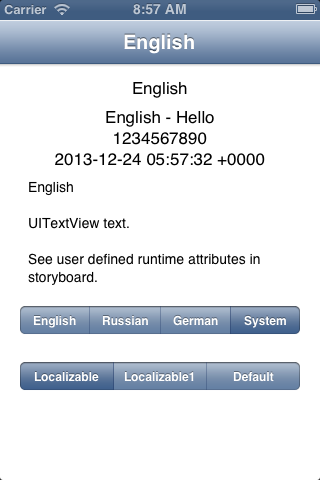 Carrier 8:57 AM
English
English
English - Hello
1234567890
2013-12-24 05:57:32 +0000
English
UITextView text.
See user defined runtime attributes in
storyboard.
English Russian German System
Localizable Localizable1 Default